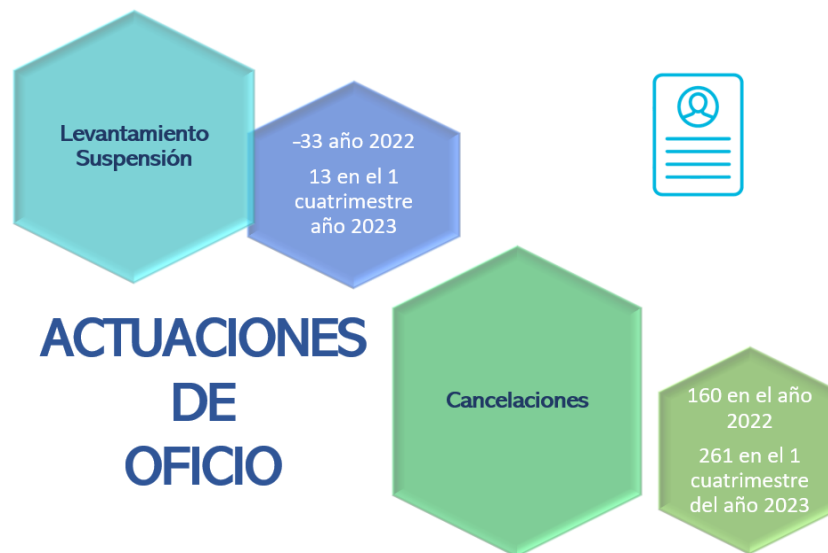 Levantamiento
Suspensión
-33 año 2022
13 en el 1
cuatrimestre
año 2023
ACTUACIONES
DE
OFICIO
Cancelaciones
160 en el año
2022
261 en el 1
cuatrimestre
del año 2023